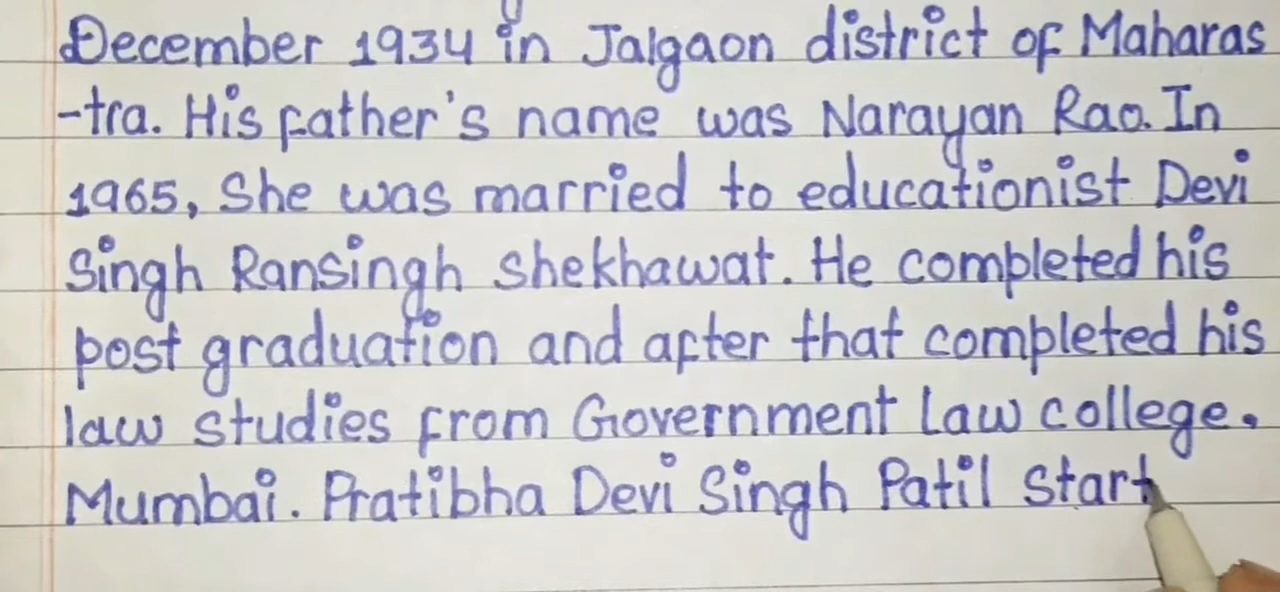 December 1934 in Jalgaon district of Maharas
-tra. His father's name was Narayan Rao. In
1965, She was married to educationist Devi
Singh Ransingh Shekhawat. He completed his
post graduation and after that completed his
law studies from Government Law college.
Mumbai. Pratibha Devi Singh Patil Start